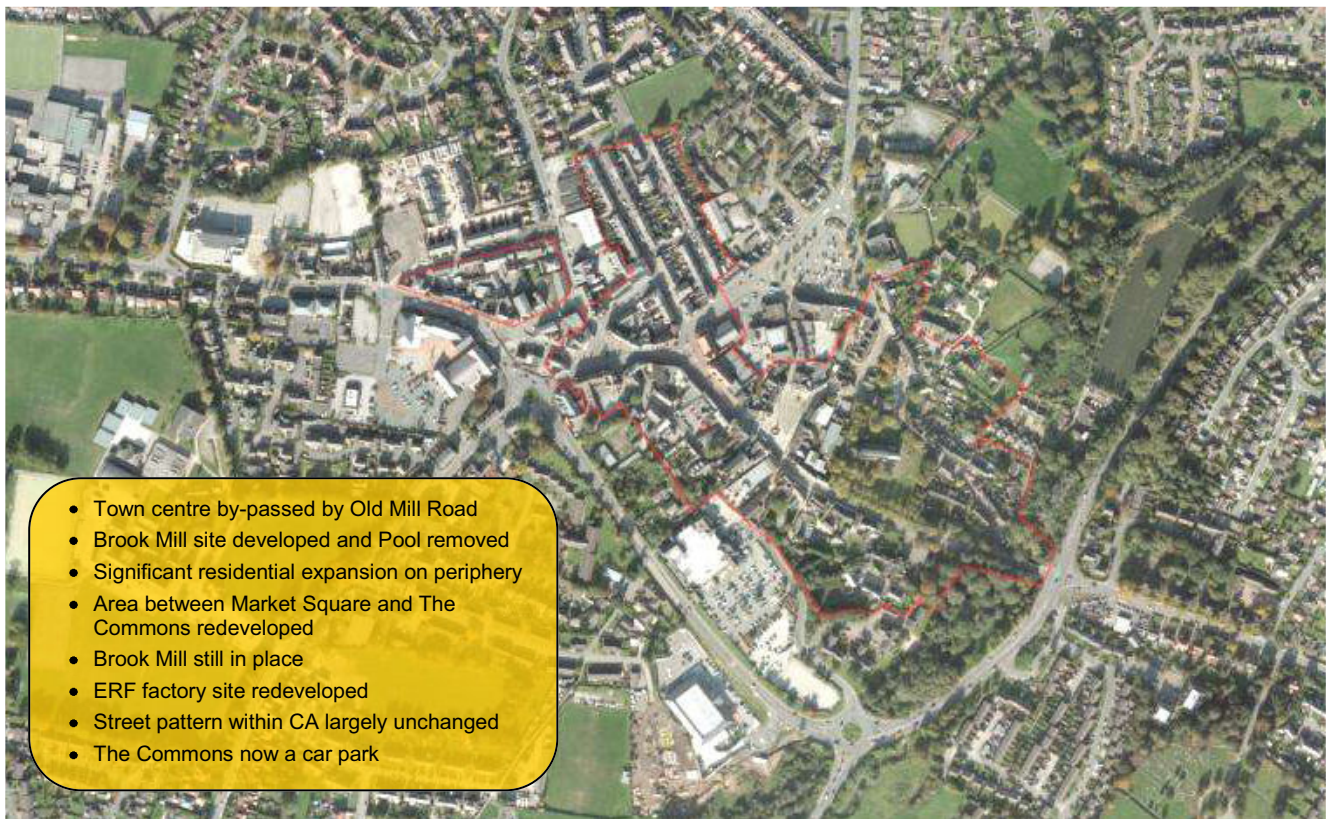 • Town centre by-passed by Old Mill Road
• Brook Mill site developed and Pool removed
• Significant residential expansion on periphery
• Area between Market Square and The
Commons redeveloped
• Brook Mill still in place
• ERF factory site redeveloped
• Street pattern within CA largely unchanged
• The Commons now a car park